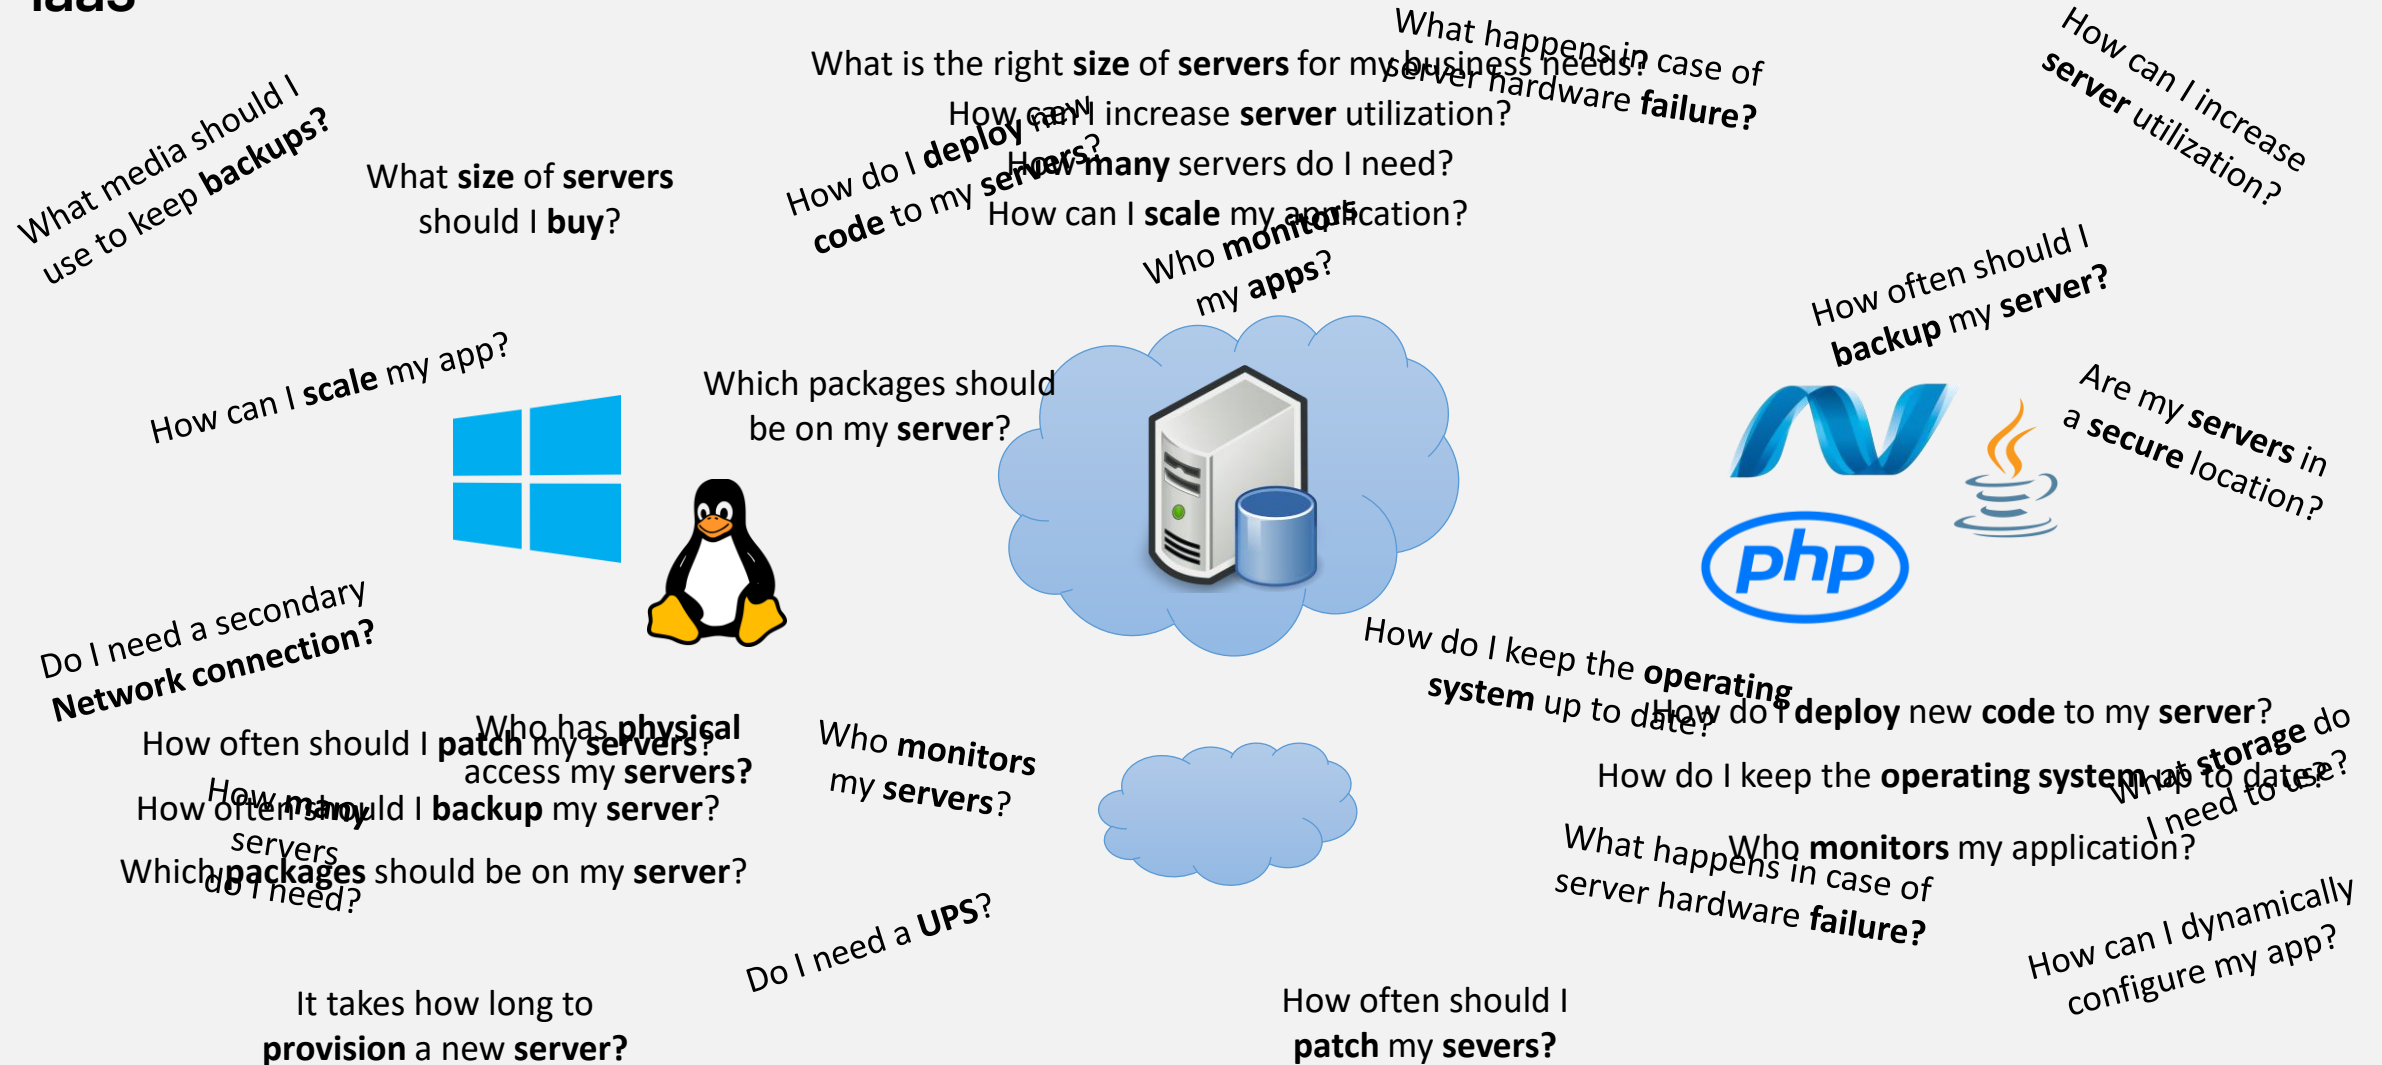 IaaS
What media should I
use to keep backups?
What size of servers
should I buy?
What is the right size of servers for my business needs?
How can I increase server utilization?
How many servers do I need?
How can I scale my application?
How do I deploy new
code to my servers?
Who monitors
my apps?
What happens in case of
server hardware failure?
How can I increase
server utilization?
How often should I
backup my server?
Are my servers in
a secure location?
How can I scale my app?
Which packages should
be on my server?
php
Do I need a secondary
Network connection?
How do I keep the operating
system up to date?
Who has physical
access my servers?
How often should I patch my servers?
How often should I backup my server?
Which packages should be on my server?
How many
servers
do I need?
Who monitors
my servers?
How do I deploy new code to my server?
How do I keep the operating system up to date?
Who monitors my application?
What storage do
I need to use?
What happens in case of
server hardware failure?
Do I need a UPS?
How can I dynamically
configure my app?
It takes how long to
provision a new server?
How often should I
patch my severs?